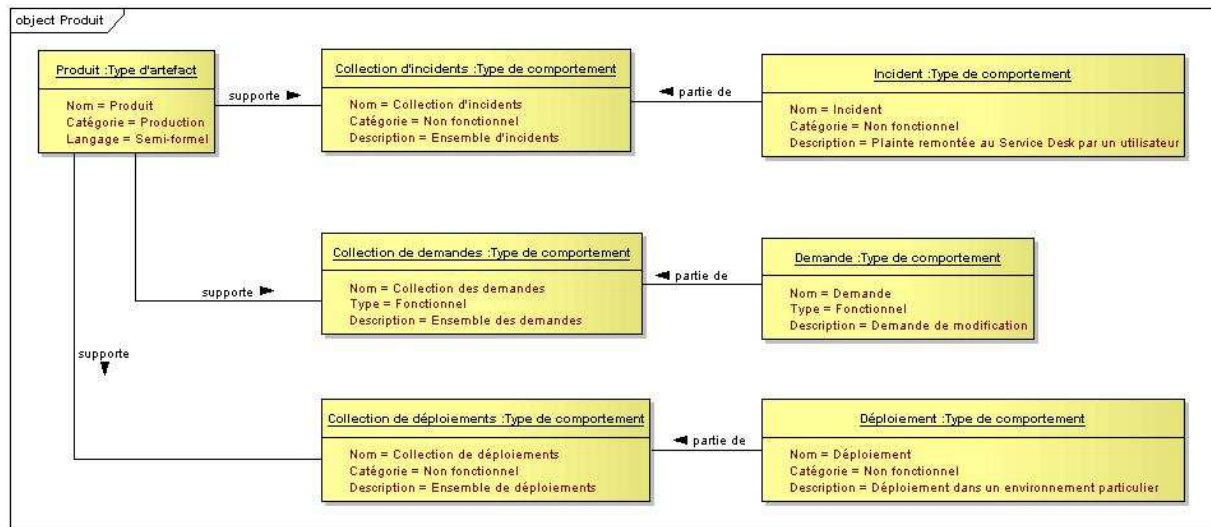 object Produit
Produit :Type d'artefact
Nom = Produit
Catégorie = Production
Langage = Semi-formel
supporte
Collection d'incidents :Type de comportement
Nom = Collection d'incidents
Catégorie = Non fonctionnel
Description = Ensemble d'incidents
partie de
Incident :Type de comportement
Nom = Incident
Catégorie = Non fonctionnel
Description = Plainte remontée au Service Desk par un utilisateur
supporte
Collection de demandes :Type de comportement
Nom = Collection des demandes
Type = Fonctionnel
Description = Ensemble des demandes
partie de
Demande :Type de comportement
Nom = Demande
Type = Fonctionnel
Description = Demande de modification
supporte
Collection de déploiements :Type de comportement
Nom = Collection de déploiements
Catégorie = Non fonctionnel
Description = Ensemble de déploiements
partie de
Déploiement :Type de comportement
Nom = Déploiement
Catégorie = Non fonctionnel
Description = Déploiement dans un environnement particulier